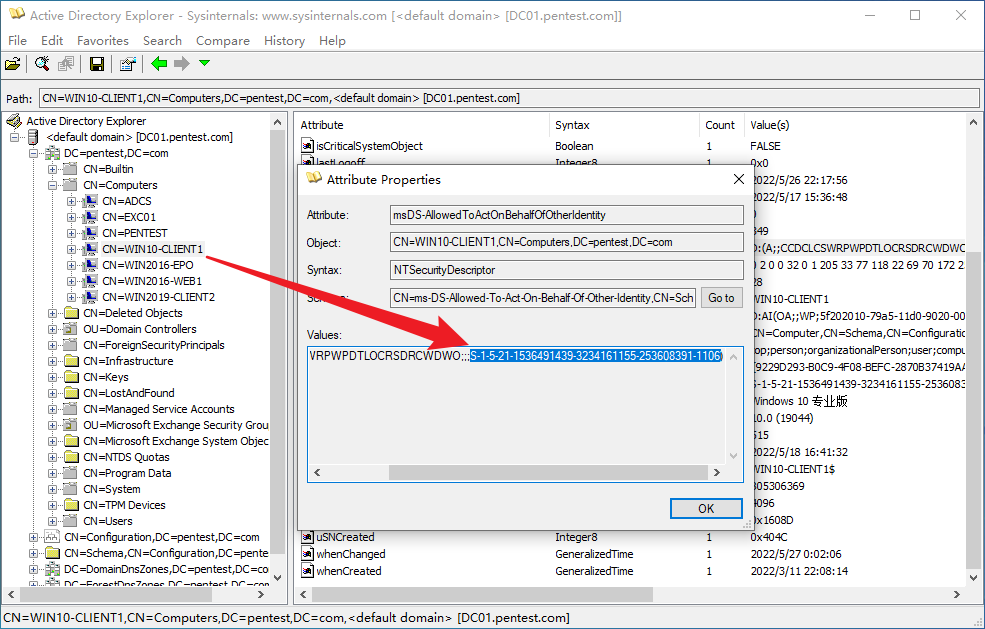 Active Directory Explorer - Sysinternals: www.sysinternals.com [<default domain> [DC01.pentest.com]]
File Edit Favorites Search Compare History Help
Path: CN=WIN10-CLIENT1,CN=Computers,DC=pentest,DC=com,<default domain> [DC01.pentest.com]
Active Directory Explorer
<default domain> [DC01.pentest.com]
DC=pentest,DC=com
CN=Builtin
CN=Computers
CN=ADCS
CN=EXC01
CN=PENTEST
CN=WIN10-CLIENT1
CN=WIN2016-EPO
CN=WIN2016-WEB1
CN=WIN2019-CLIENT2
CN=Deleted Objects
OU=Domain Controllers
CN=ForeignSecurityPrincipals
CN=Infrastructure
CN=Keys
CN=LostAndFound
CN=Managed Service Accounts
OU=Microsoft Exchange Security Grou
CN=Microsoft Exchange System Objec
CN=NTDS Quotas
CN=Program Data
CN=System
CN=TPM Devices
CN=Users
CN=Configuration,DC=pentest,DC=com
CN=Schema,CN=Configuration,DC=pente
DC=DomainDnsZones,DC=pentest,DC=co
DC=ForestDnsZones,DC=pentest,DC=com
Attribute Syntax Count Value(s)
isCriticalSystemObject Boolean 1 FALSE
lastLogoff Integer8 0x0
2022/5/26 22:17:56
2022/5/17 15:36:48
)
349
D:(A;;CCDCLCSWRPWPDTLOCRSDRCWDWO
0 2 0 0 32 0 1 205 33 77 118 22 69 70 172 2
28
WIN10-CLIENT1
D:AI(OA;;WP;5f202010-79a5-11d0-9020-00
CN=Computer,CN=Schema,CN=Configuratio
op;person;organizationalPerson;user;compu
{9229D293-B0C9-4F08-BEFC-2870B37419AA
S-1-5-21-1536491439-3234161155-2536083
Windows 10 专业版
10.0 (19044)
515
2022/5/18 16:41:32
WIN10-CLIENT1$
805306369
4096
0x1608D
uSNCreated Integer8 1 0x404C
whenChanged GeneralizedTime 1 2022/5/27 0:02:06
whenCreated GeneralizedTime 1 2022/3/11 22:08:14
Attribute Properties
Attribute: msDS-AllowedToActOnBehalfOfOtherIdentity
Object: CN=WIN10-CLIENT1,CN=Computers,DC=pentest,DC=com
Syntax: NTSecurityDescriptor
CN=ms-DS-Allowed-To-Act-On-Behalf-Of-Other-Identity,CN=Sch Go to
Values:
VRPWPDTLOCRSDRCWDWO;;;S-1-5-21-1536491439-3234161155-253608391-1106)
OK
CN=WIN10-CLIENT1,CN=Computers,DC=pentest,DC=com,<default domain> [DC01.pentest.com]